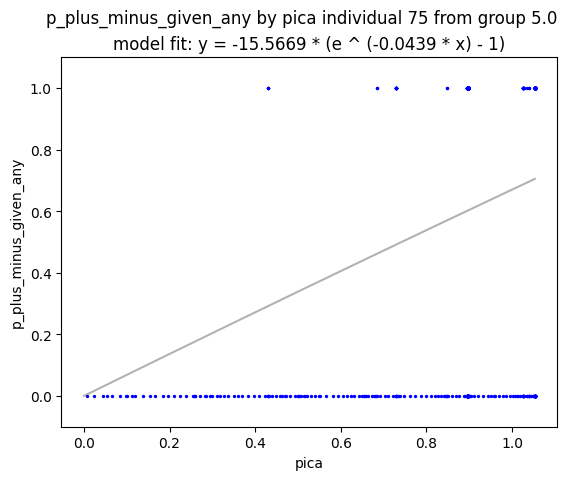 p_plus_minus_given_any by pica individual 75 from group 5.0
model fit: y = -15.5669 * (e ^ (-0.0439 * x) - 1)
p_plus_minus_given_any
1.0
0.8
0.6
0.4
0.2
0.0
0.0 0.2 0.4 0.6 0.8 1.0
pica